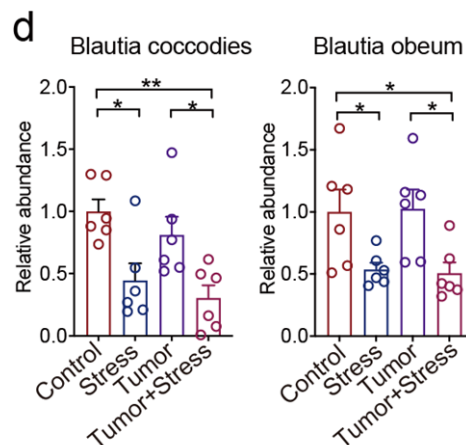 d
Blautia coccodies
Blautia obeum
Relative abundance
2.0
1.5
1.0
0.5
0.0
**
*
*
Control
Stress
Tumor
Tumor+Stress
Relative abundance
2.0
1.5
1.0
0.5
0.0
*
*
*
Control
Stress
Tumor
Tumor+Stress